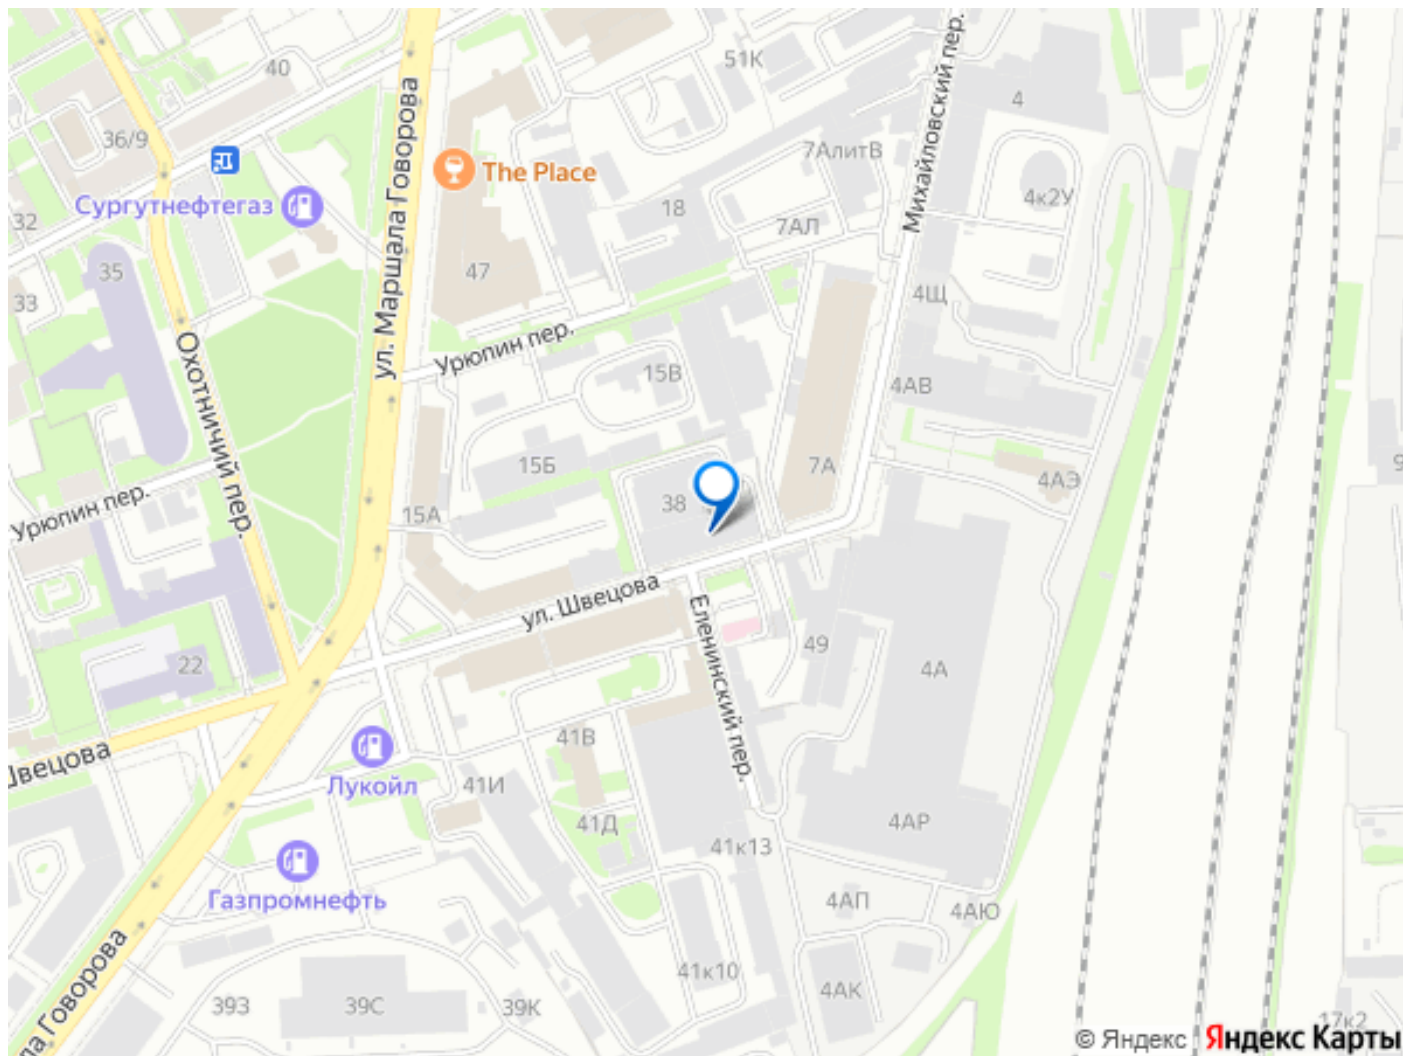 40
51К
4
36/9
The Place
7АлитВ
Сургутнефтегаз
32
18
4к2У
7АЛ
Михайловский пер.
ул. Маршала Говорова
35
47
33
4Щ
Урюпин пер.
15В
4АВ
Охотничий пер.
15Б
7А
4АЭ
9
Урюпин пер.
15А
38
ул. Швецова
Еленинский пер.
49
4А
22
Швецова
41В
Лукойл
41И
41Д
4АР
41к13
Газпромнефть
4АП
4АЮ
ла Говорова
41к10
39З
39С
39К
4АК
17к2
© Яндекс Яндекс Карты